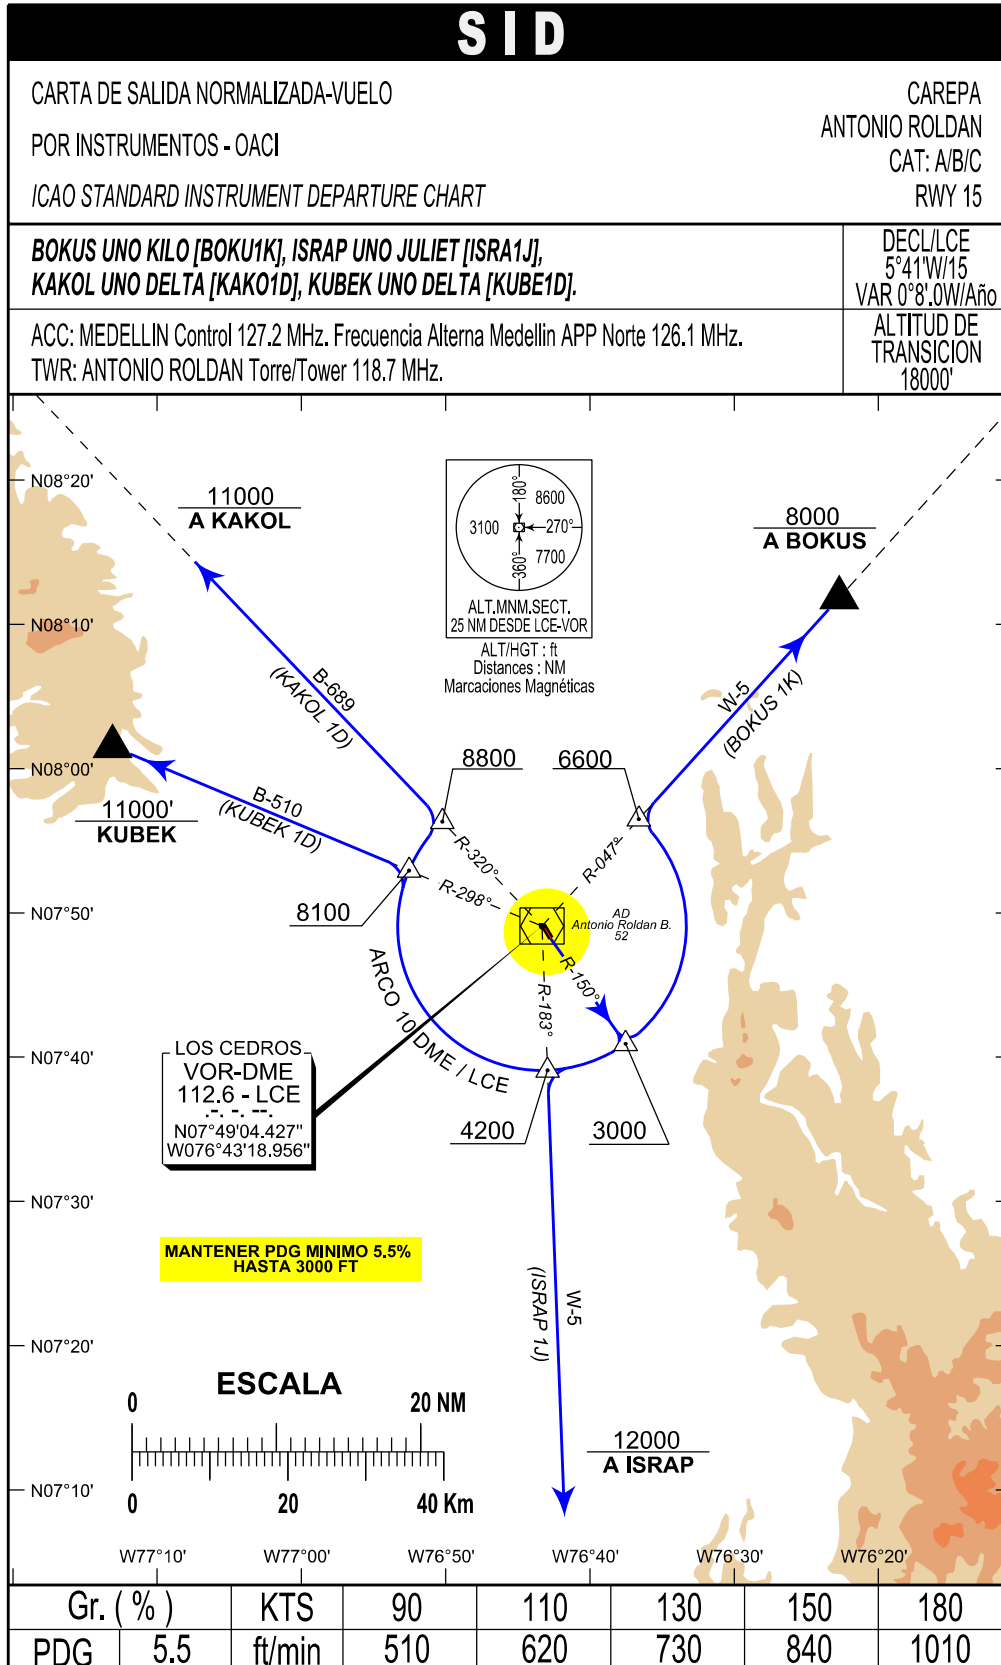 SID
CARTA DE SALIDA NORMALIZADA-VUELO
POR INSTRUMENTOS - OACI
ICAO STANDARD INSTRUMENT DEPARTURE CHART
CAREPA
ANTONIO ROLDAN
CAT: A/B/C
RWY 15
BOKUS UNO KILO [BOKU1K], ISRAP UNO JULIET [ISRA1J],
KAKOL UNO DELTA [KAKO1D], KUBEK UNO DELTA [KUBE1D].
DECL/LCE
5°41'W/15
VAR 0°8'.0W/Año
ACC: MEDELLIN Control 127.2 MHz. Frecuencia Alterna Medellin APP Norte 126.1 MHz.
TWR: ANTONIO ROLDAN Torre/Tower 118.7 MHz.
ALTITUD DE
TRANSICION
18000'
N08°20'
11000
A KAKOL
180°
8600
3100
270°
360°
7700
ALT.MNM.SECT.
25 NM DESDE LCE-VOR
ALT/HGT : ft
Distances : NM
Marcaciones Magnéticas
8000
A BOKUS
N08°10'
B-689
(KAKOL 1D)
W-5
(BOKUS 1K)
N08°00'
8800
6600
11000'
KUBEK
B-510
(KUBEK 1D)
R-320°
R-047°
R-298°
8100
N07°50'
AD
Antonio Roldan B.
52
R-150°
R-183°
ARCO 10 DME / LCE
N07°40'
LOS CEDROS
VOR-DME
112.6 - LCE
.-.. -.-. .
N07°49'04.427"
W076°43'18.956"
4200
3000
N07°30'
MANTENER PDG MINIMO 5.5%
HASTA 3000 FT
W-5
(ISRAP 1J)
N07°20'
ESCALA
0 20 NM
0 20 40 Km
12000
A ISRAP
N07°10'
W77°10' W77°00' W76°50' W76°40' W76°30' W76°20'
Gr. ( % ) KTS 90 110 130 150 180
PDG 5.5 ft/min 510 620 730 840 1010